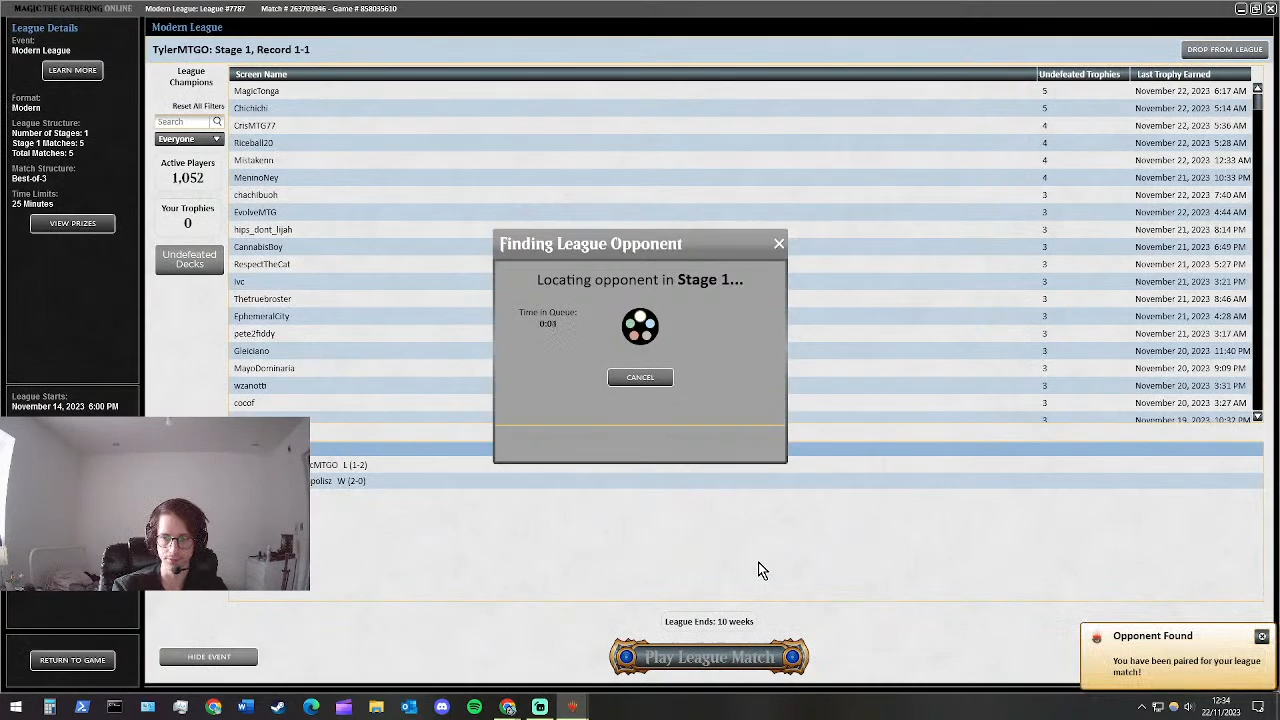 MAGIC THE GATHERING ONLINE
Modern League: League #7787
Match # 263703946 - Game # 858035610
League Details
Event:
Modern League
LEARN MORE
Format:
Modern
League Structure:
Number of Stages: 1
Stage 1 Matches: 5
Total Matches: 5
Match Structure:
Best-of-3
Time Limits:
25 Minutes
VIEW PRIZES
League Starts:
November 14, 2023 6:00 PM
RETURN TO GAME
Modern League
TylerMTGO: Stage 1, Record 1-1
DROP FROM LEAGUE
League
Champions
Reset All Filters
Search
Everyone
Active Players
1,052
Your Trophies
0
Undefeated
Decks
Screen Name Undefeated Trophies Last Trophy Earned
MagicTonga 5 November 22, 2023 6:17 AM
Chichichi 5 November 22, 2023 5:14 AM
CrisMTG77 4 November 22, 2023 5:36 AM
Riceball20 4 November 22, 2023 5:28 AM
Mistakenn 4 November 22, 2023 12:33 AM
MeninoNey 4 November 21, 2023 10:33 PM
chachibuoh 3 November 22, 2023 7:40 AM
EvolveMTG 3 November 22, 2023 4:44 AM
hips_dont_lijah 3 November 21, 2023 8:14 PM
CannabisBoy 3 November 21, 2023 6:49 PM
RespectTheCat 3 November 21, 2023 5:27 PM
lvc 3 November 21, 2023 3:21 PM
Thetruebroster 3 November 21, 2023 8:46 AM
EphemeralCity 3 November 21, 2023 4:28 AM
pete2fiddy 3 November 21, 2023 3:17 AM
Gleiciano 3 November 20, 2023 11:40 PM
MayoDominaria 3 November 20, 2023 9:09 PM
wzanotti 3 November 20, 2023 3:31 PM
cocof 3 November 20, 2023 3:27 AM
3 November 19, 2023 10:32 PM
Finding League Opponent
Locating opponent in Stage 1...
Time in Queue:
0:04
CANCEL
cMTGO L (1-2)
polisz W (2-0)
League Ends: 10 weeks
HIDE EVENT
Play League Match
Opponent Found
You have been paired for your league
match!
12:34
22/11/2023